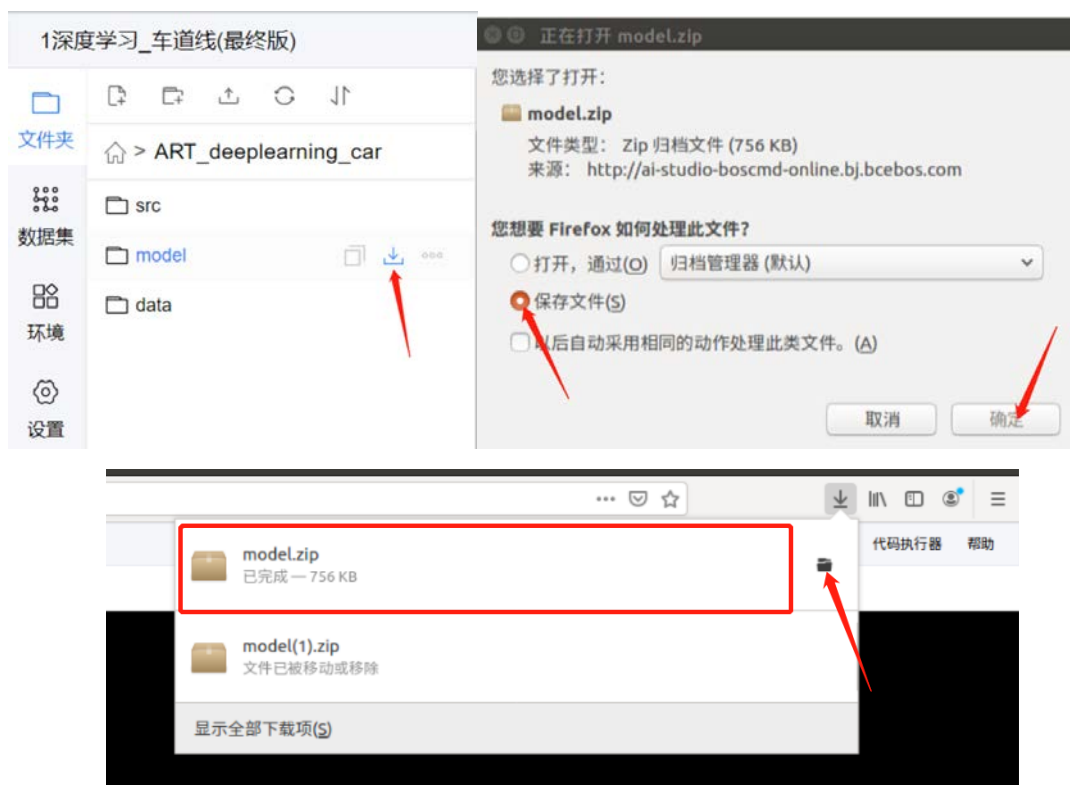 1深度学习_车道线(最终版)
文件夹
> ART_deeplearning_car
src
数据集
model
data
环境
设置
正在打开 model.zip
您选择了打开：
model.zip
文件类型： Zip 归档文件 (756 KB)
来源： http://ai-studio-boscmd-online.bj.bcebos.com
您想要 Firefox 如何处理此文件?
打开，通过(O) 归档管理器 (默认)
保存文件(S)
以后自动采用相同的动作处理此类文件。(A)
取消 确定
代码执行器 帮助
model.zip
已完成 — 756 KB
model(1).zip
文件已被移动或移除
显示全部下载项(S)